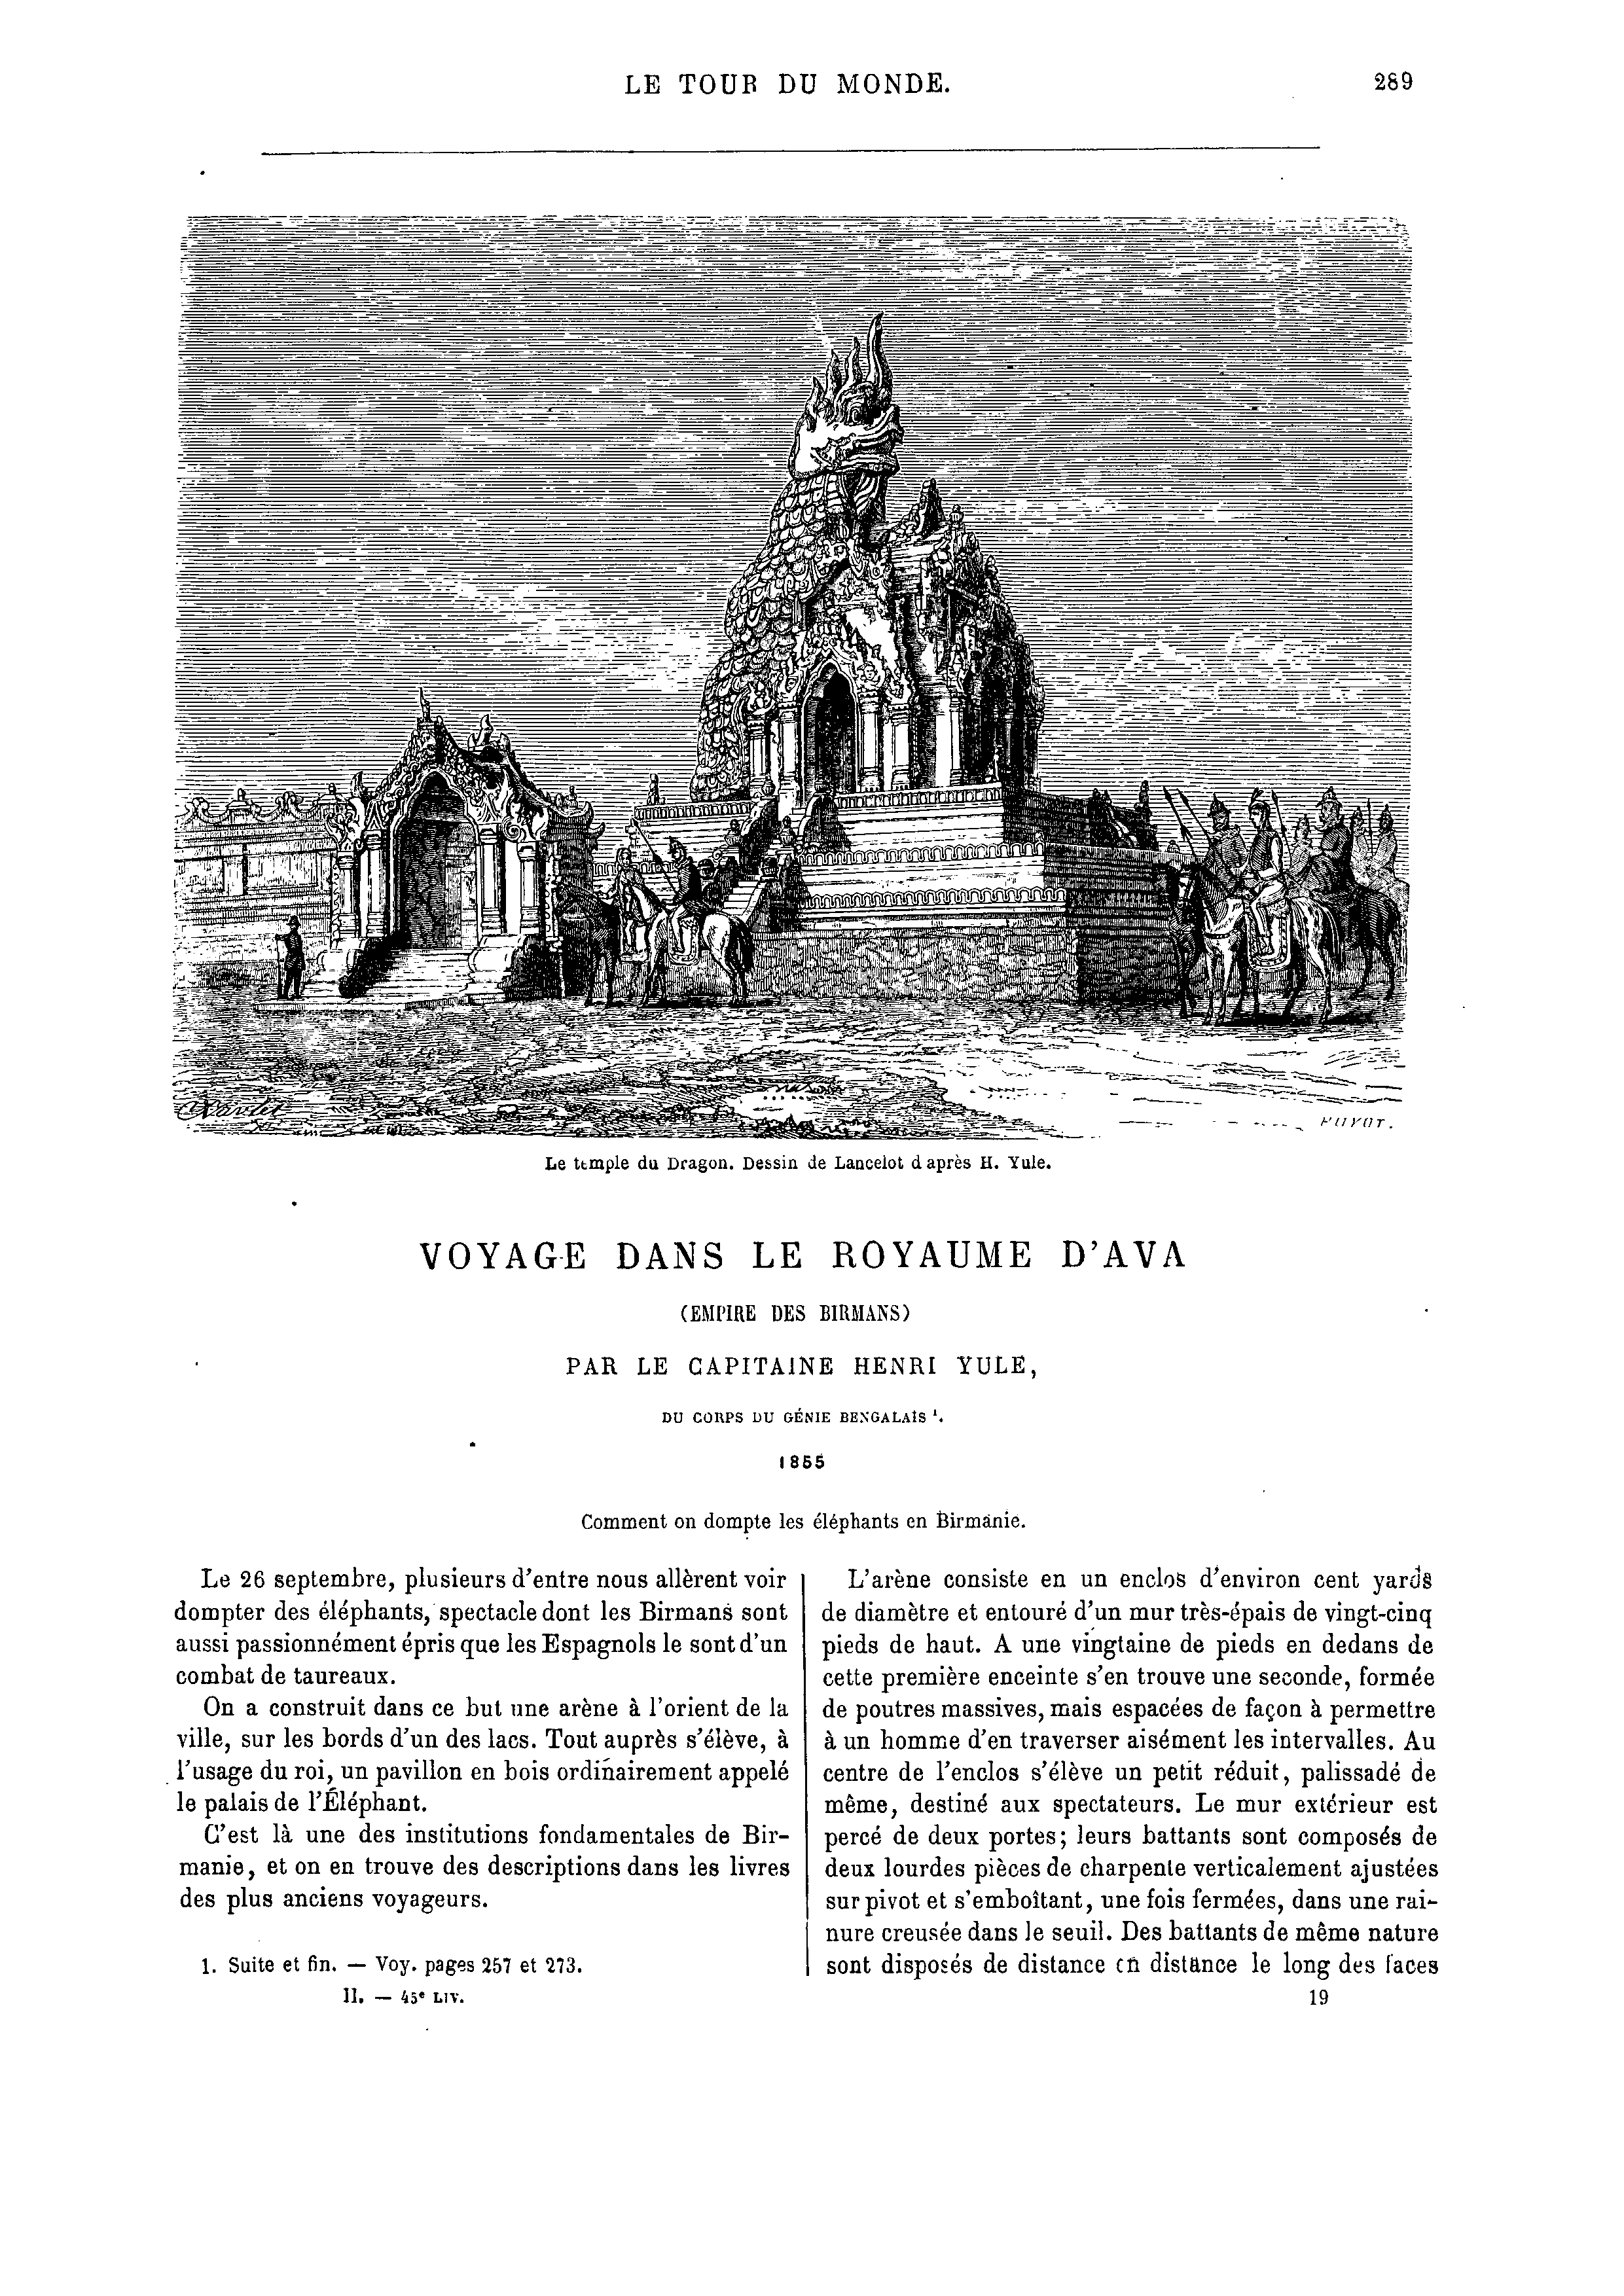 LE TOUR DU MONDE.
289
PUYOT.
Le temple du Dragon. Dessin de Lancelot d'après H. Yule.
VOYAGE DANS LE ROYAUME D'AVA
(EMPIRE DES BIRMANS)
PAR LE CAPITAINE HENRI YULE,
DU CORPS DU GÉNIE BENGALAIS ¹.
1855
Comment on dompte les éléphants en Birmanie.
Le 26 septembre, plusieurs d'entre nous allèrent voir
dompter des éléphants, spectacle dont les Birmans sont
aussi passionnément épris que les Espagnols le sont d'un
combat de taureaux.
On a construit dans ce but une arène à l'orient de la
ville, sur les bords d'un des lacs. Tout auprès s'élève, à
l'usage du roi, un pavillon en bois ordinairement appelé
le palais de l'Éléphant.
C'est là une des institutions fondamentales de Bir-
manie, et on en trouve des descriptions dans les livres
des plus anciens voyageurs.
1. Suite et fin. — Voy. pages 257 et 273.
II. — 45e LIV.
L'arène consiste en un enclos d'environ cent yards
de diamètre et entouré d'un mur très-épais de vingt-cinq
pieds de haut. A une vingtaine de pieds en dedans de
cette première enceinte s'en trouve une seconde, formée
de poutres massives, mais espacées de façon à permettre
à un homme d'en traverser aisément les intervalles. Au
centre de l'enclos s'élève un petit réduit, palissadé de
même, destiné aux spectateurs. Le mur extérieur est
percé de deux portes; leurs battants sont composés de
deux lourdes pièces de charpente verticalement ajustées
sur pivot et s'emboîtant, une fois fermées, dans une rai-
nure creusée dans le seuil. Des battants de même nature
sont disposés de distance en distance le long des faces
19